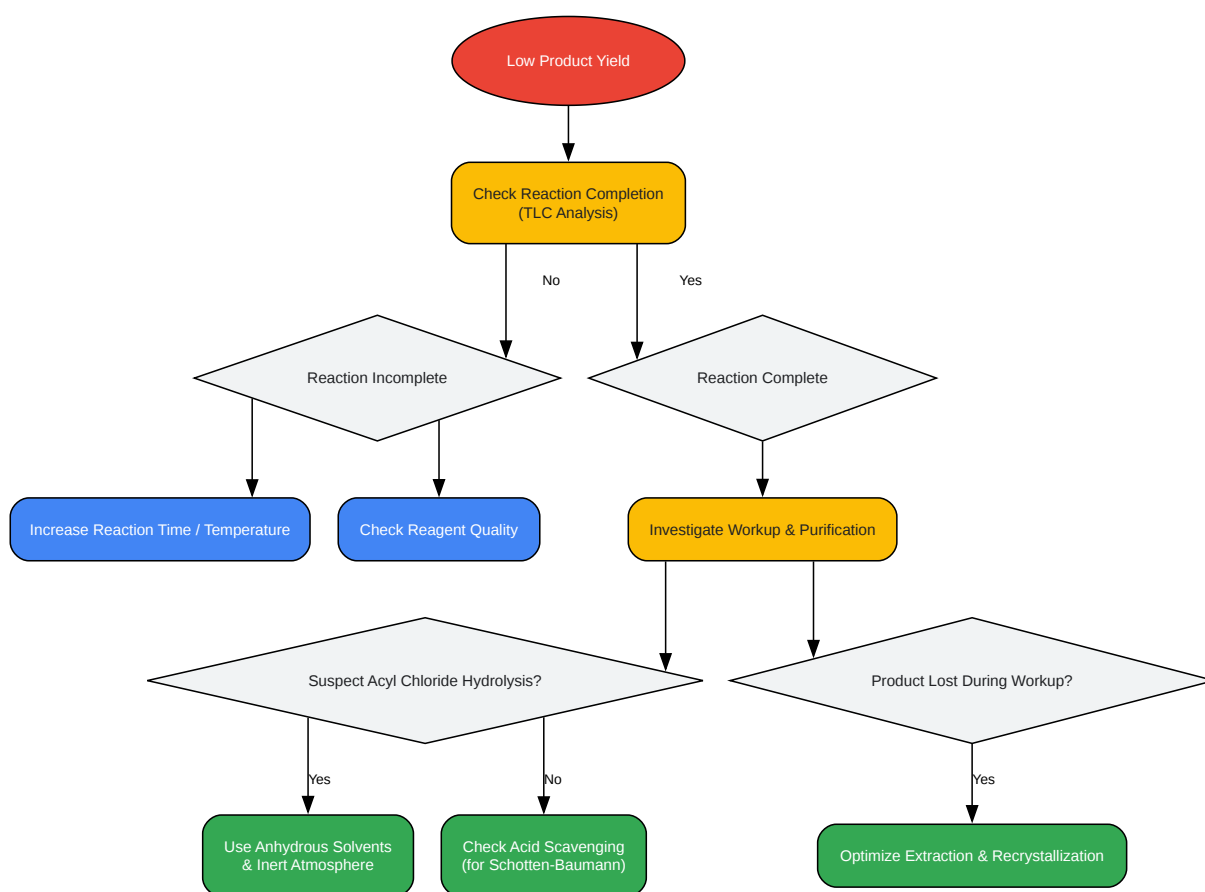 Low Product Yield
Check Reaction Completion
(TLC Analysis)
No
Yes
Reaction Incomplete
Reaction Complete
Increase Reaction Time / Temperature
Check Reagent Quality
Investigate Workup & Purification
Suspect Acyl Chloride Hydrolysis?
Product Lost During Workup?
Yes
No
Yes
Use Anhydrous Solvents
& Inert Atmosphere
Check Acid Scavenging
(for Schotten-Baumann)
Optimize Extraction & Recrystallization